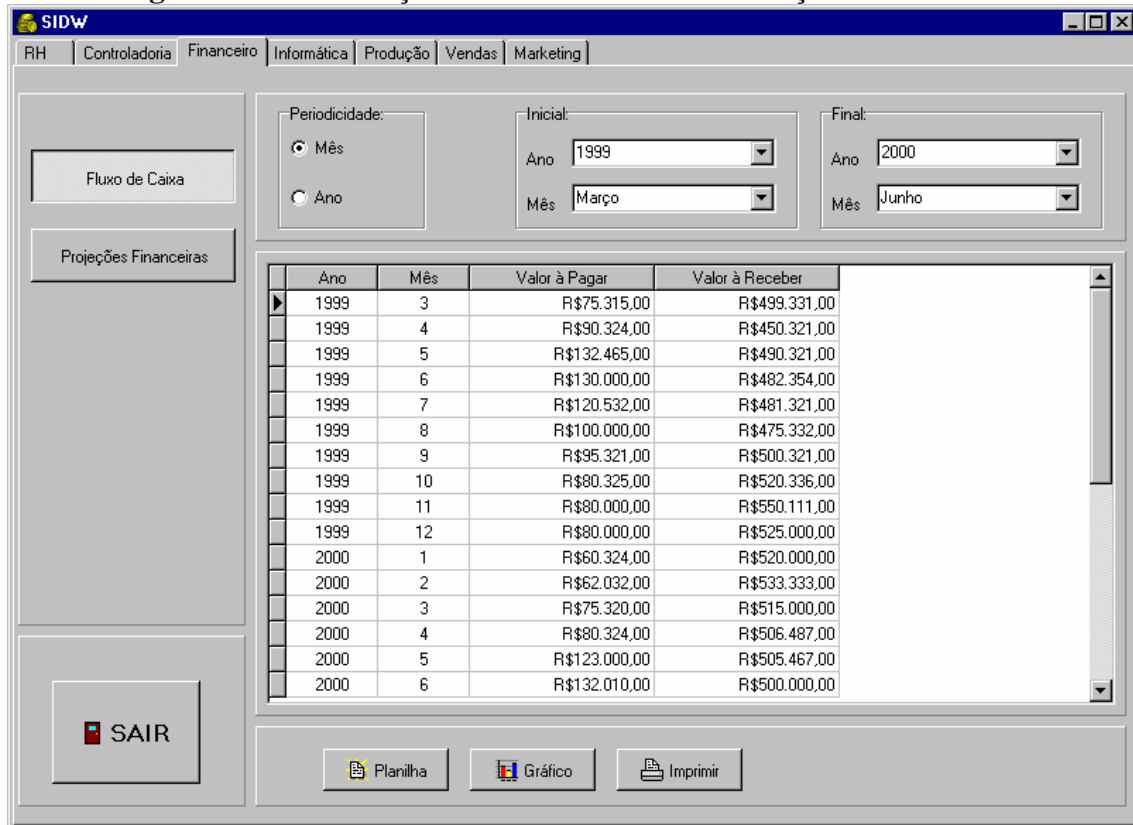 SIDW
RH Controladoria Financeiro Informática Produção Vendas Marketing
Periodicidade: Inicial: Final:
Mês Ano 1999 Ano 2000
Fluxo de Caixa
Ano Mês Março Mês Junho
Projeções Financeiras
Ano Mês Valor à Pagar Valor à Receber
1999 3 R$75.315,00 R$499.331,00
1999 4 R$90.324,00 R$450.321,00
1999 5 R$132.465,00 R$490.321,00
1999 6 R$130.000,00 R$482.354,00
1999 7 R$120.532,00 R$481.321,00
1999 8 R$100.000,00 R$475.332,00
1999 9 R$95.321,00 R$500.321,00
1999 10 R$80.325,00 R$520.336,00
1999 11 R$80.000,00 R$550.111,00
1999 12 R$80.000,00 R$525.000,00
2000 1 R$60.324,00 R$520.000,00
2000 2 R$62.032,00 R$533.333,00
2000 3 R$75.320,00 R$515.000,00
2000 4 R$80.324,00 R$506.487,00
2000 5 R$123.000,00 R$505.467,00
2000 6 R$132.010,00 R$500.000,00
SAIR
Planilha Gráfico Imprimir